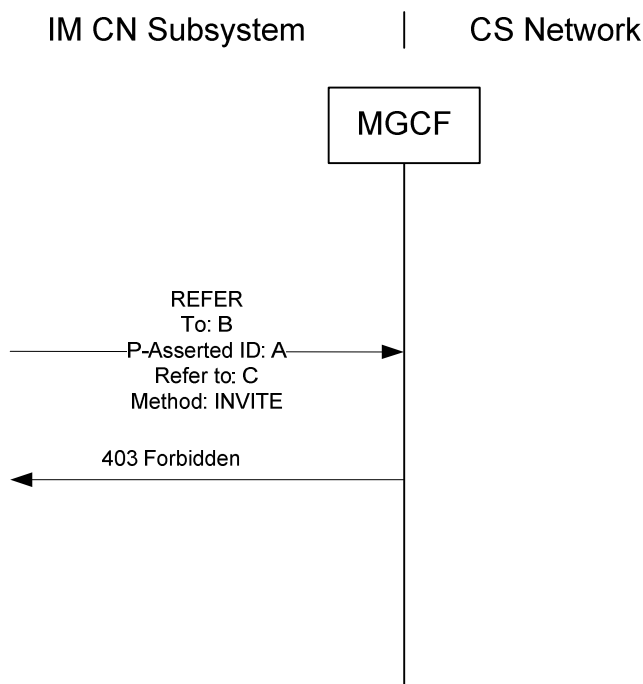 IM CN Subsystem | CS Network
MGCF
REFER
To: B
P-Asserted ID: A
Refer to: C
Method: INVITE
403 Forbidden